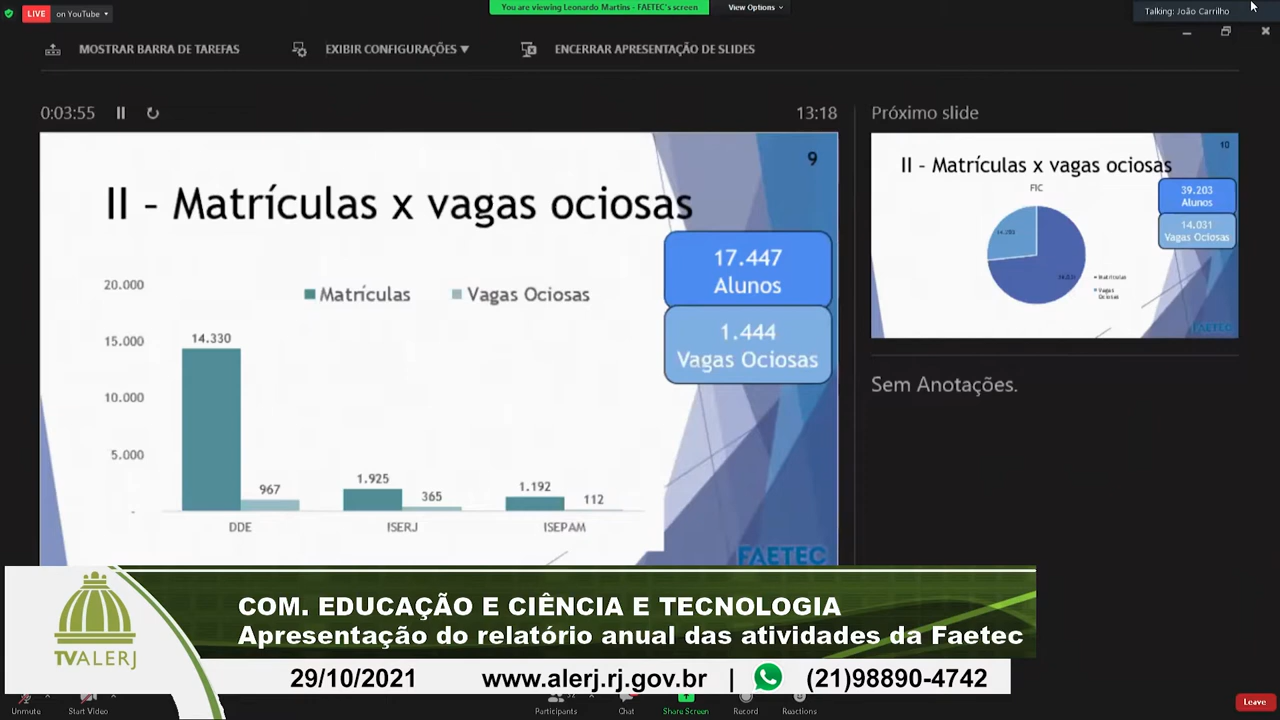 LIVE on YouTube
You are viewing Leonardo Martins - FAETEC's screen
View Options
Talking: João Carrilho
MOSTRAR BARRA DE TAREFAS
EXIBIR CONFIGURAÇÕES
ENCERRAR APRESENTAÇÃO DE SLIDES
0:03:55
13:18
Próximo slide
9
II – Matrículas x vagas ociosas
17.447
Alunos
1.444
Vagas Ociosas
Matrículas
Vagas Ociosas
20.000
15.000
10.000
5.000
-
14.330
967
1.925
365
1.192
112
DDE
ISERJ
ISEPAM
FAETEC
10
II – Matrículas x vagas ociosas
FIC
39.203
Alunos
14.031
Vagas Ociosas
Matrículas
Vagas
Ociosas
FAETEC
Sem Anotações.
TVALERJ
COM. EDUCAÇÃO E CIÊNCIA E TECNOLOGIA
Apresentação do relatório anual das atividades da Faetec
29/10/2021 www.alerj.rj.gov.br | (21)98890-4742
Unmute
Start Video
Participants
Chat
Share Screen
Record
Reactions
Leave